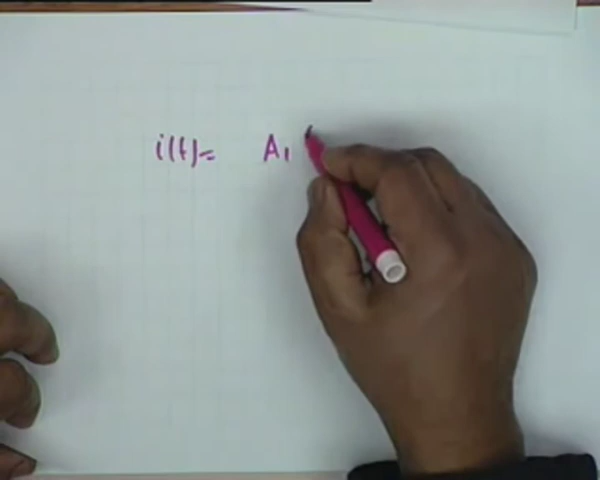 i(t)= A₁